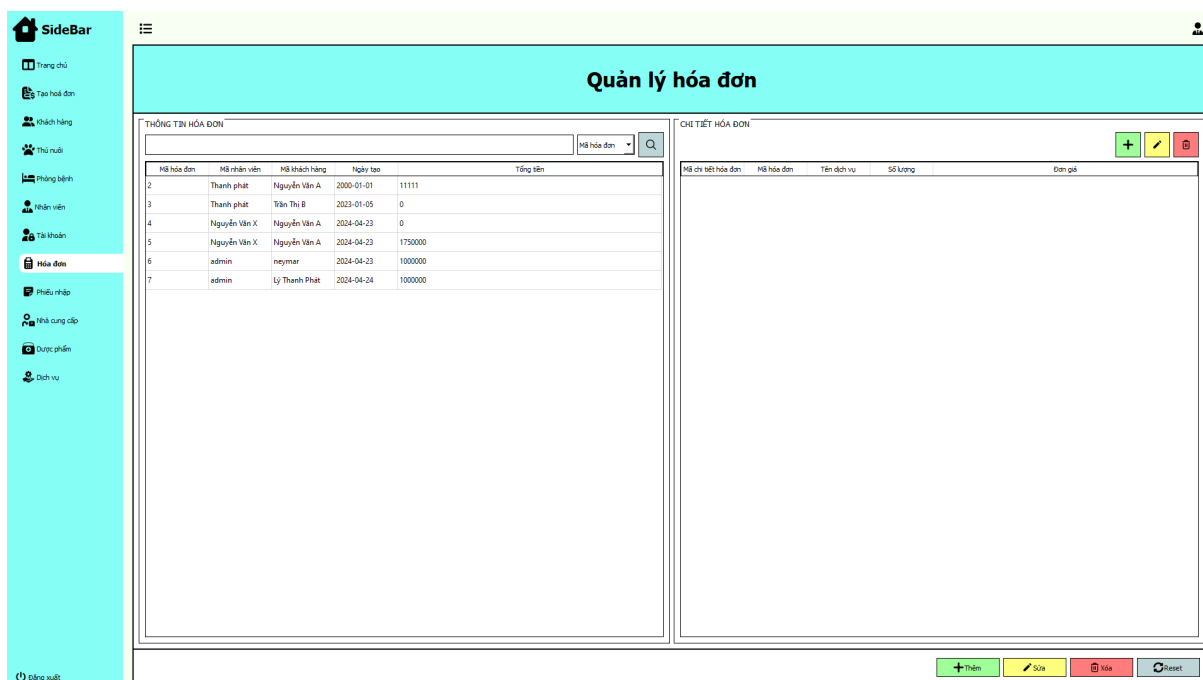 SideBar
Trang chủ
Tạo hoá đơn
Khách hàng
Thú nuôi
Phòng bệnh
Nhân viên
Tài khoản
Hóa đơn
Phiếu nhập
Nhà cung cấp
Dược phẩm
Dịch vụ
Đăng xuất
Quản lý hóa đơn
THÔNG TIN HÓA ĐƠN
Mã hóa đơn
Mã hóa đơn Mã nhân viên Mã khách hàng Ngày tạo Tổng tiền
2 Thanh phát Nguyễn Văn A 2000-01-01 11111
3 Thanh phát Trần Thị B 2023-01-05 0
4 Nguyễn Văn X Nguyễn Văn A 2024-04-23 0
5 Nguyễn Văn X Nguyễn Văn A 2024-04-23 1750000
6 admin neymar 2024-04-23 1000000
7 admin Lý Thanh Phát 2024-04-24 1000000
CHI TIẾT HÓA ĐƠN
Mã chi tiết hóa đơn Mã hóa đơn Tên dịch vụ Số lượng Đơn giá
Thêm Sửa Xóa Reset